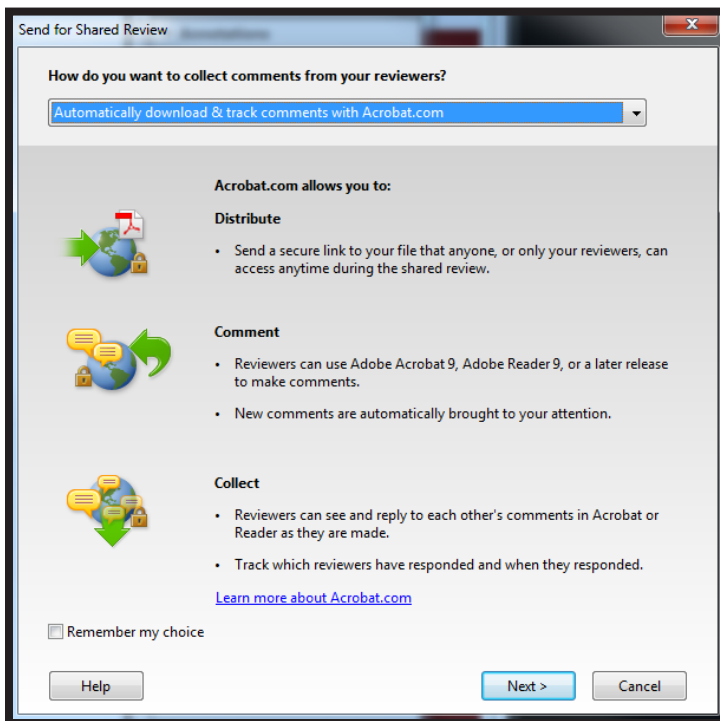 Send for Shared Review
How do you want to collect comments from your reviewers?
Automatically download & track comments with Acrobat.com
Acrobat.com allows you to:
Distribute
• Send a secure link to your file that anyone, or only your reviewers, can
access anytime during the shared review.
Comment
• Reviewers can use Adobe Acrobat 9, Adobe Reader 9, or a later release
to make comments.
• New comments are automatically brought to your attention.
Collect
• Reviewers can see and reply to each other's comments in Acrobat or
Reader as they are made.
• Track which reviewers have responded and when they responded.
Learn more about Acrobat.com
Remember my choice
Help
Next >
Cancel